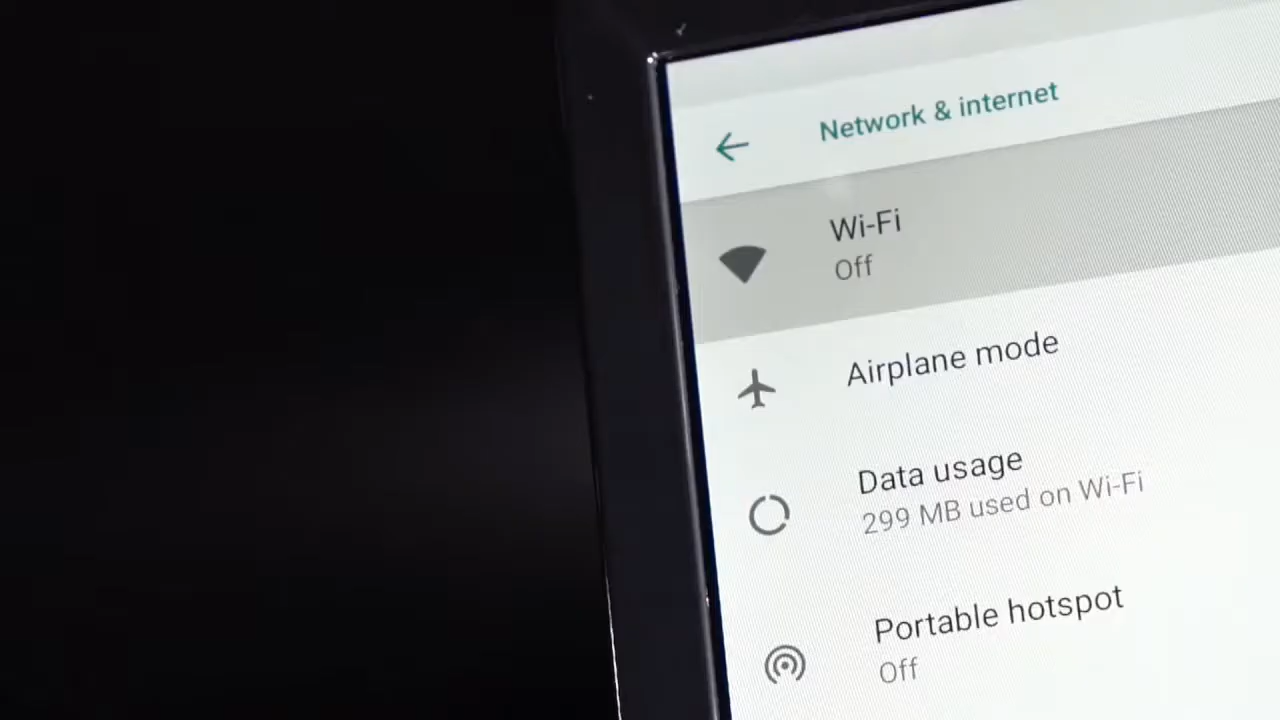 Network & internet
Wi-Fi
Off
Airplane mode
Data usage
299 MB used on Wi-Fi
Portable hotspot
Off